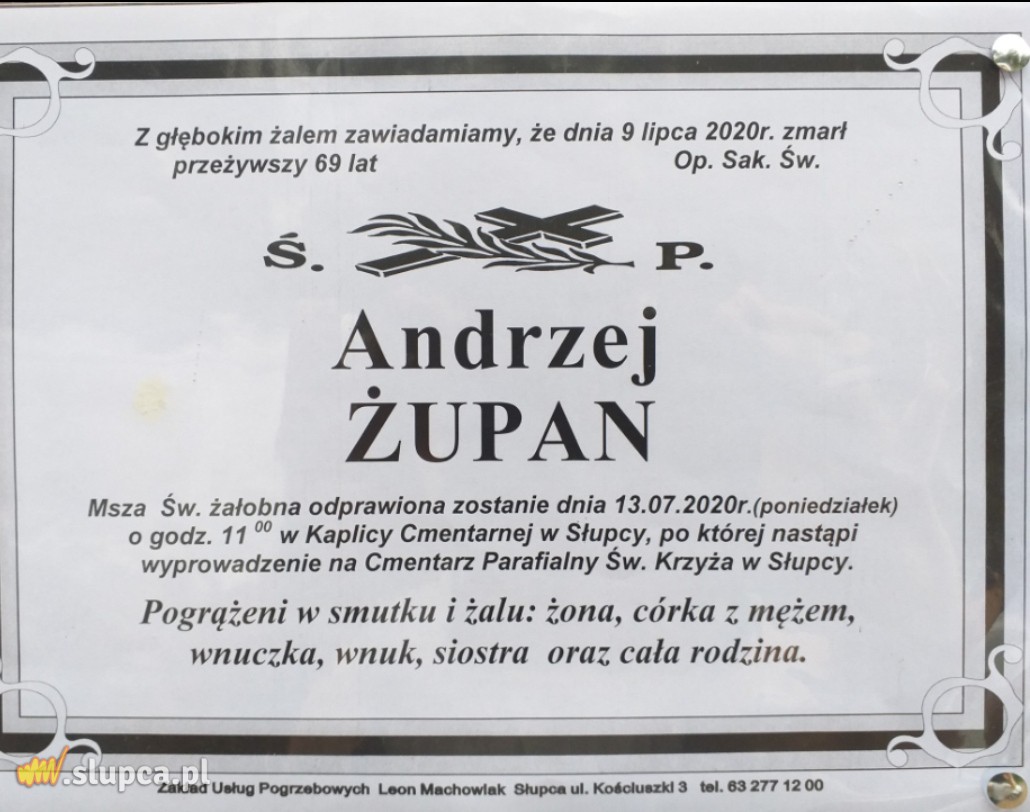 Z głębokim żalem zawiadamiamy, że dnia 9 lipca 2020r. zmarł
przeżywszy 69 lat Op. Sak. Św.
Ś. P.
Andrzej
ŻUPAN
Msza Św. żałobna odprawiona zostanie dnia 13.07.2020r.(poniedziałek)
o godz. 11 00 w Kaplicy Cmentarnej w Słupcy, po której nastąpi
wyprowadzenie na Cmentarz Parafialny Św. Krzyża w Słupcy.
Pogrążeni w smutku i żalu: żona, córka z mężem,
wnuczka, wnuk, siostra oraz cała rodzina.
www.slupca.pl
Zakład Usług Pogrzebowych Leon Machowiak Słupca ul. Kościuszki 3 tel. 63 277 12 00